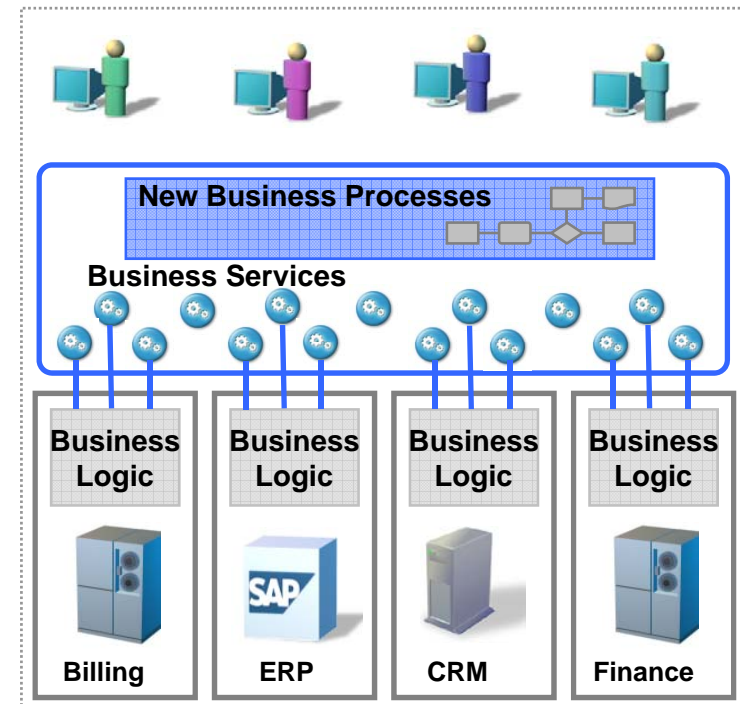 New Business Processes
Business Services
Business
Logic
Business
Logic
Business
Logic
Business
Logic
SAP
Billing
ERP
CRM
Finance